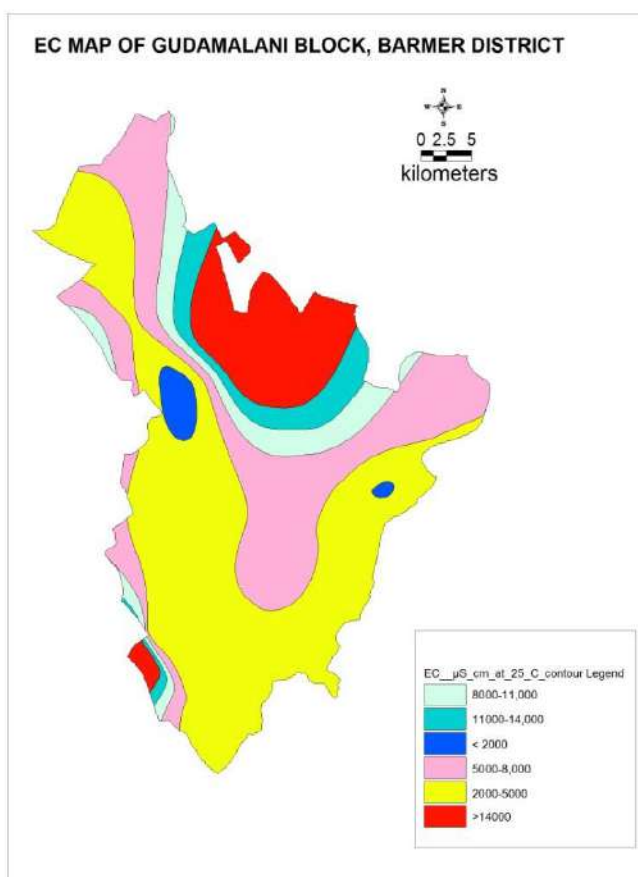 EC MAP OF GUDAMALANI BLOCK, BARMER DISTRICT
N
W E
S
0 2.5 5
kilometers
EC__µS_cm_at_25_C_contour Legend
8000-11,000
11000-14,000
< 2000
5000-8,000
2000-5000
>14000